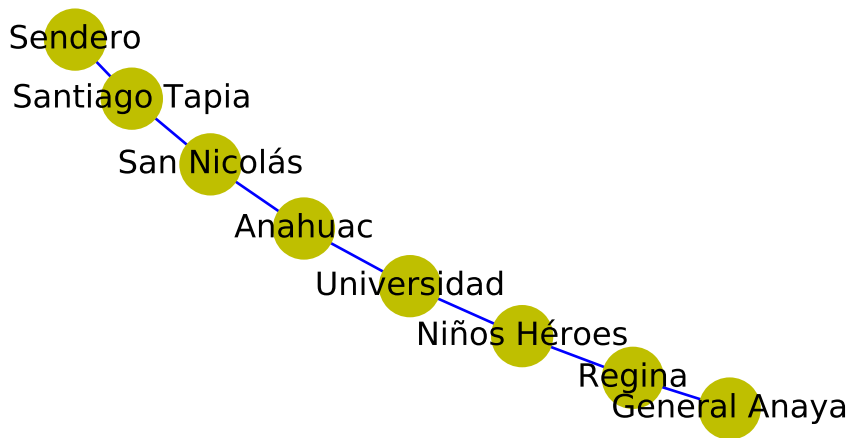 Sendero
Santiago Tapia
San Nicolás
Anahuac
Universidad
Niños Héroes
Regina
General Anaya